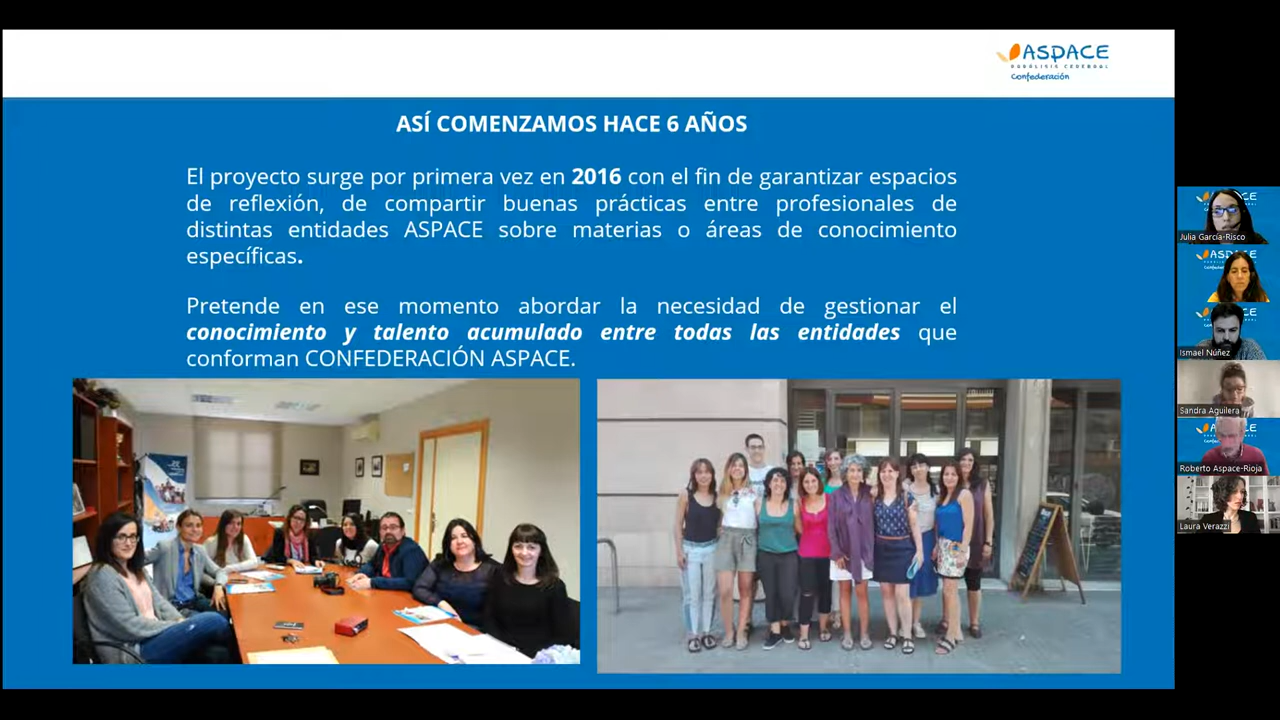 ASPACE
PARÁLISIS CEREBRAL
Confederación
ASÍ COMENZAMOS HACE 6 AÑOS
El proyecto surge por primera vez en 2016 con el fin de garantizar espacios
de reflexión, de compartir buenas prácticas entre profesionales de
distintas entidades ASPACE sobre materias o áreas de conocimiento
específicas.
Pretende en ese momento abordar la necesidad de gestionar el
conocimiento y talento acumulado entre todas las entidades que
conforman CONFEDERACIÓN ASPACE.
Julia García-Risco
Ismael Núñez
Sandra Aguilera
Roberto Aspace-Rioja
Laura Verazzi